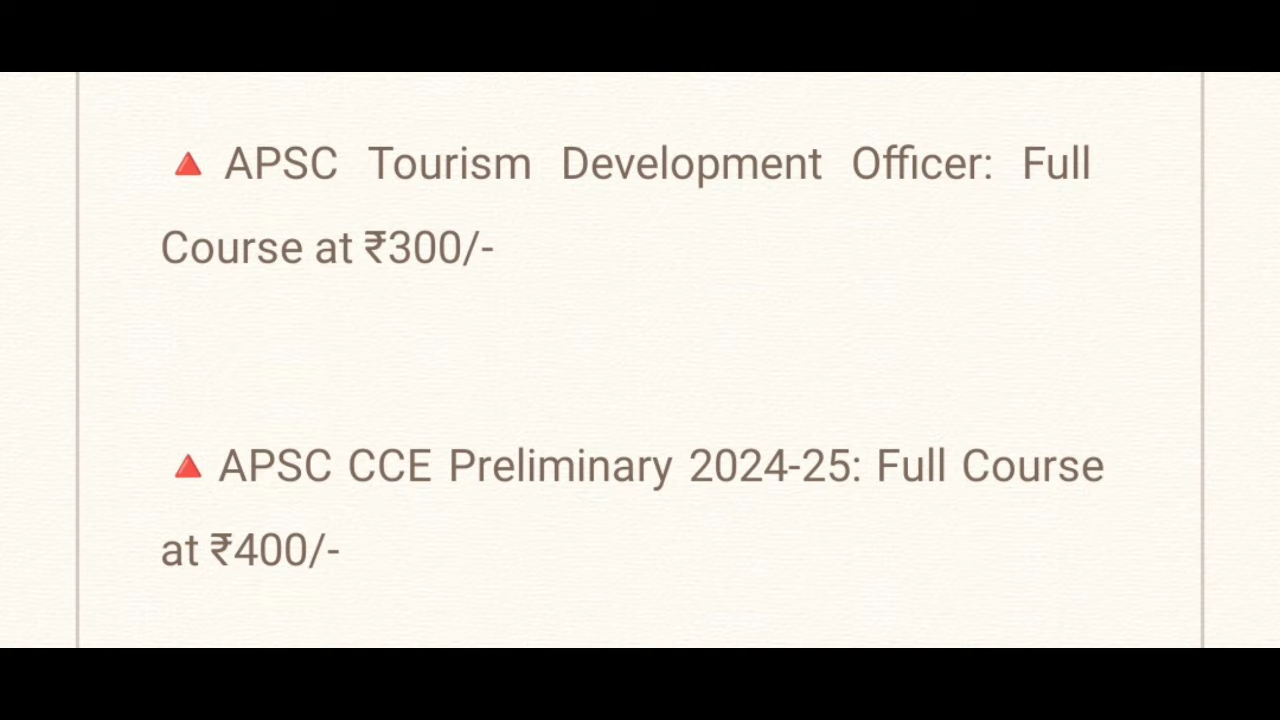 🔺 APSC Tourism Development Officer: Full
Course at ₹300/-
🔺 APSC CCE Preliminary 2024-25: Full Course
at ₹400/-